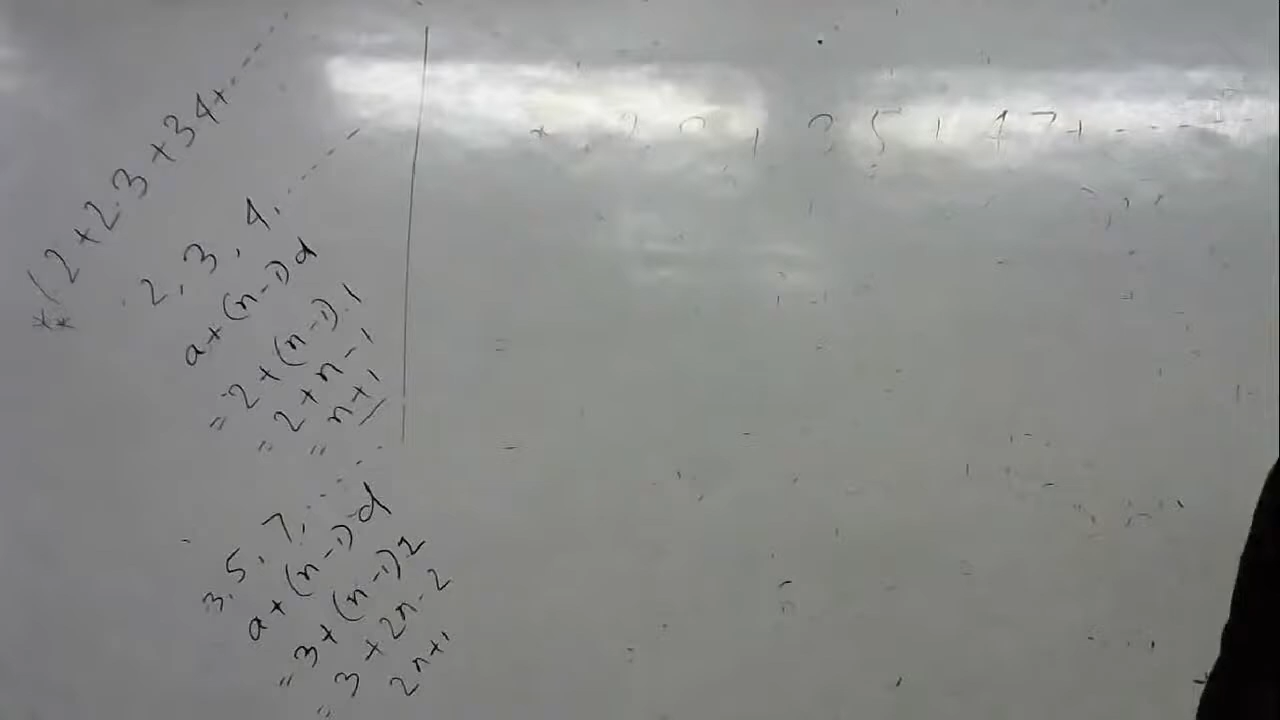 ** 1.2 + 2.3 + 3.4 + ------
2, 3, 4, ------
a + (n-1) d
= 2 + (n-1).1
= 2 + n - 1
= n+1
3, 5, 7, ------
a + (n-1) d
= 3 + (n-1) 2
= 3 + 2n - 2
2n+1